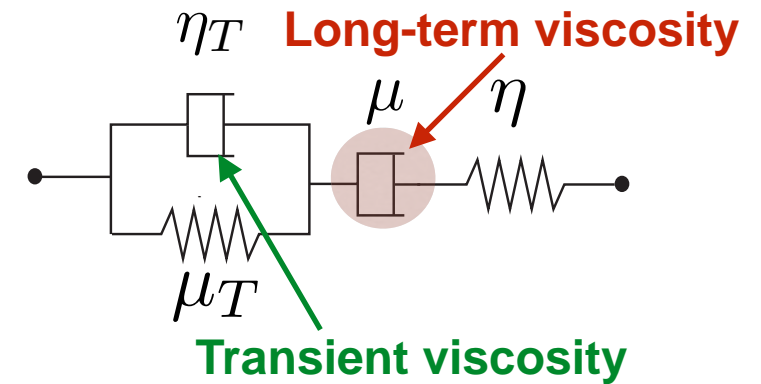 η_T Long-term viscosity
μ η
μ_T
Transient viscosity